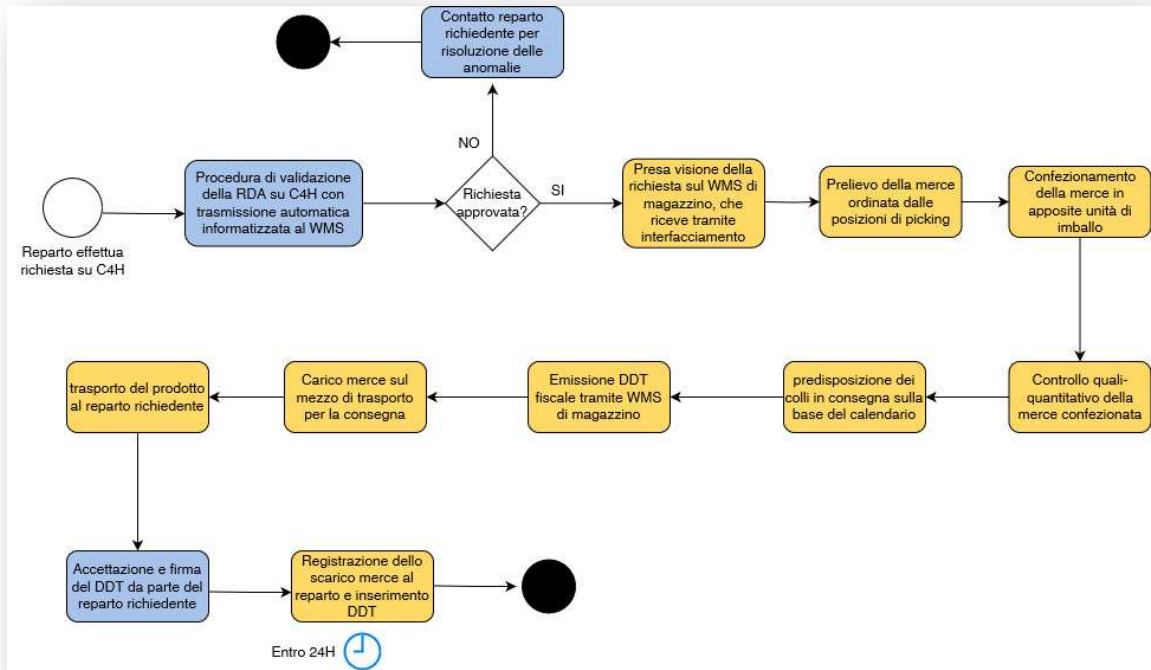 Contatto reparto
richiedente per
risoluzione delle
anomalie
NO
Procedura di validazione
della RDA su C4H con
trasmissione automatica
informatizzata al WMS
Richiesta
approvata?
SI
Presa visione della
richiesta sul WMS di
magazzino, che
riceve tramite
interfacciamento
Prelievo della merce
ordinata dalle
posizioni di picking
Confezionamento
della merce in
apposite unità di
imballo
Reparto effettua
richiesta su C4H
trasporto del prodotto
al reparto richiedente
Carico merce sul
mezzo di trasporto
per la consegna
Emissione DDT
fiscale tramite WMS
di magazzino
predisposizione dei
colli in consegna sulla
base del calendario
Controllo quali-
quantitativo della
merce confezionata
Accettazione e firma
del DDT da parte del
reparto richiedente
Registrazione dello
scarico merce al
reparto e inserimento
DDT
Entro 24H